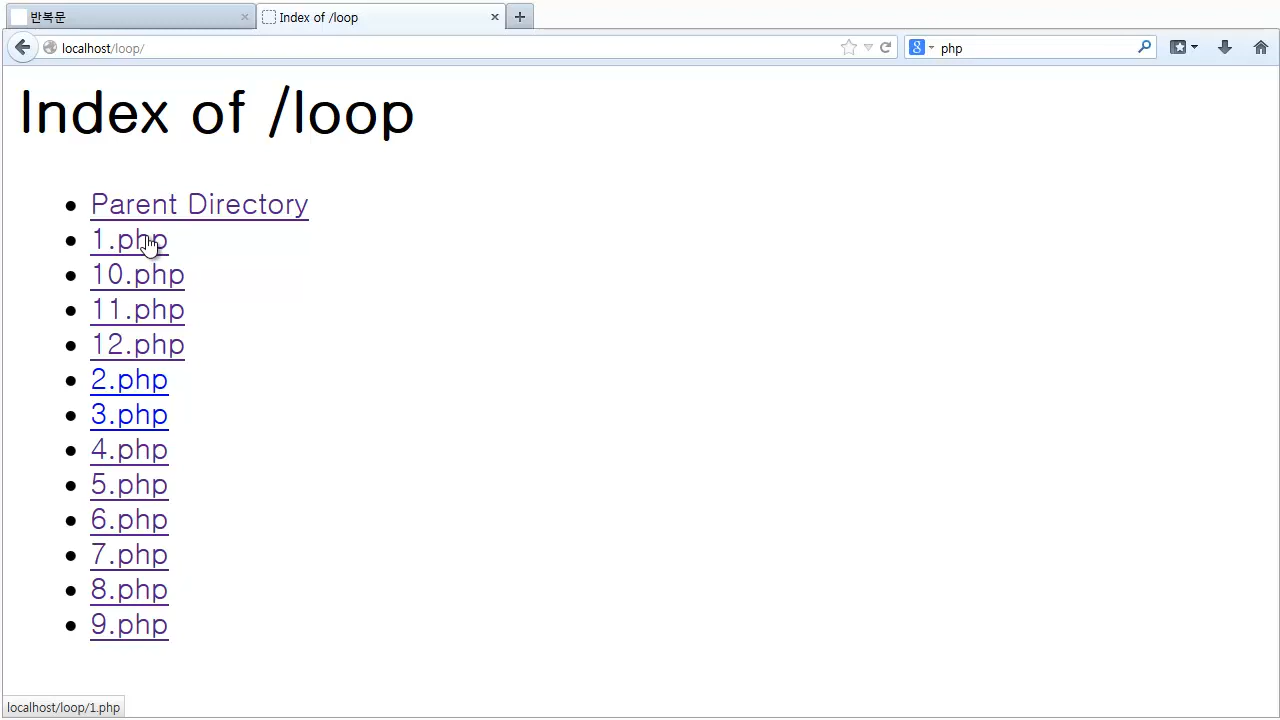 반복문
Index of /loop
localhost/loop/
php
Index of /loop
Parent Directory
1.php
10.php
11.php
12.php
2.php
3.php
4.php
5.php
6.php
7.php
8.php
9.php
localhost/loop/1.php